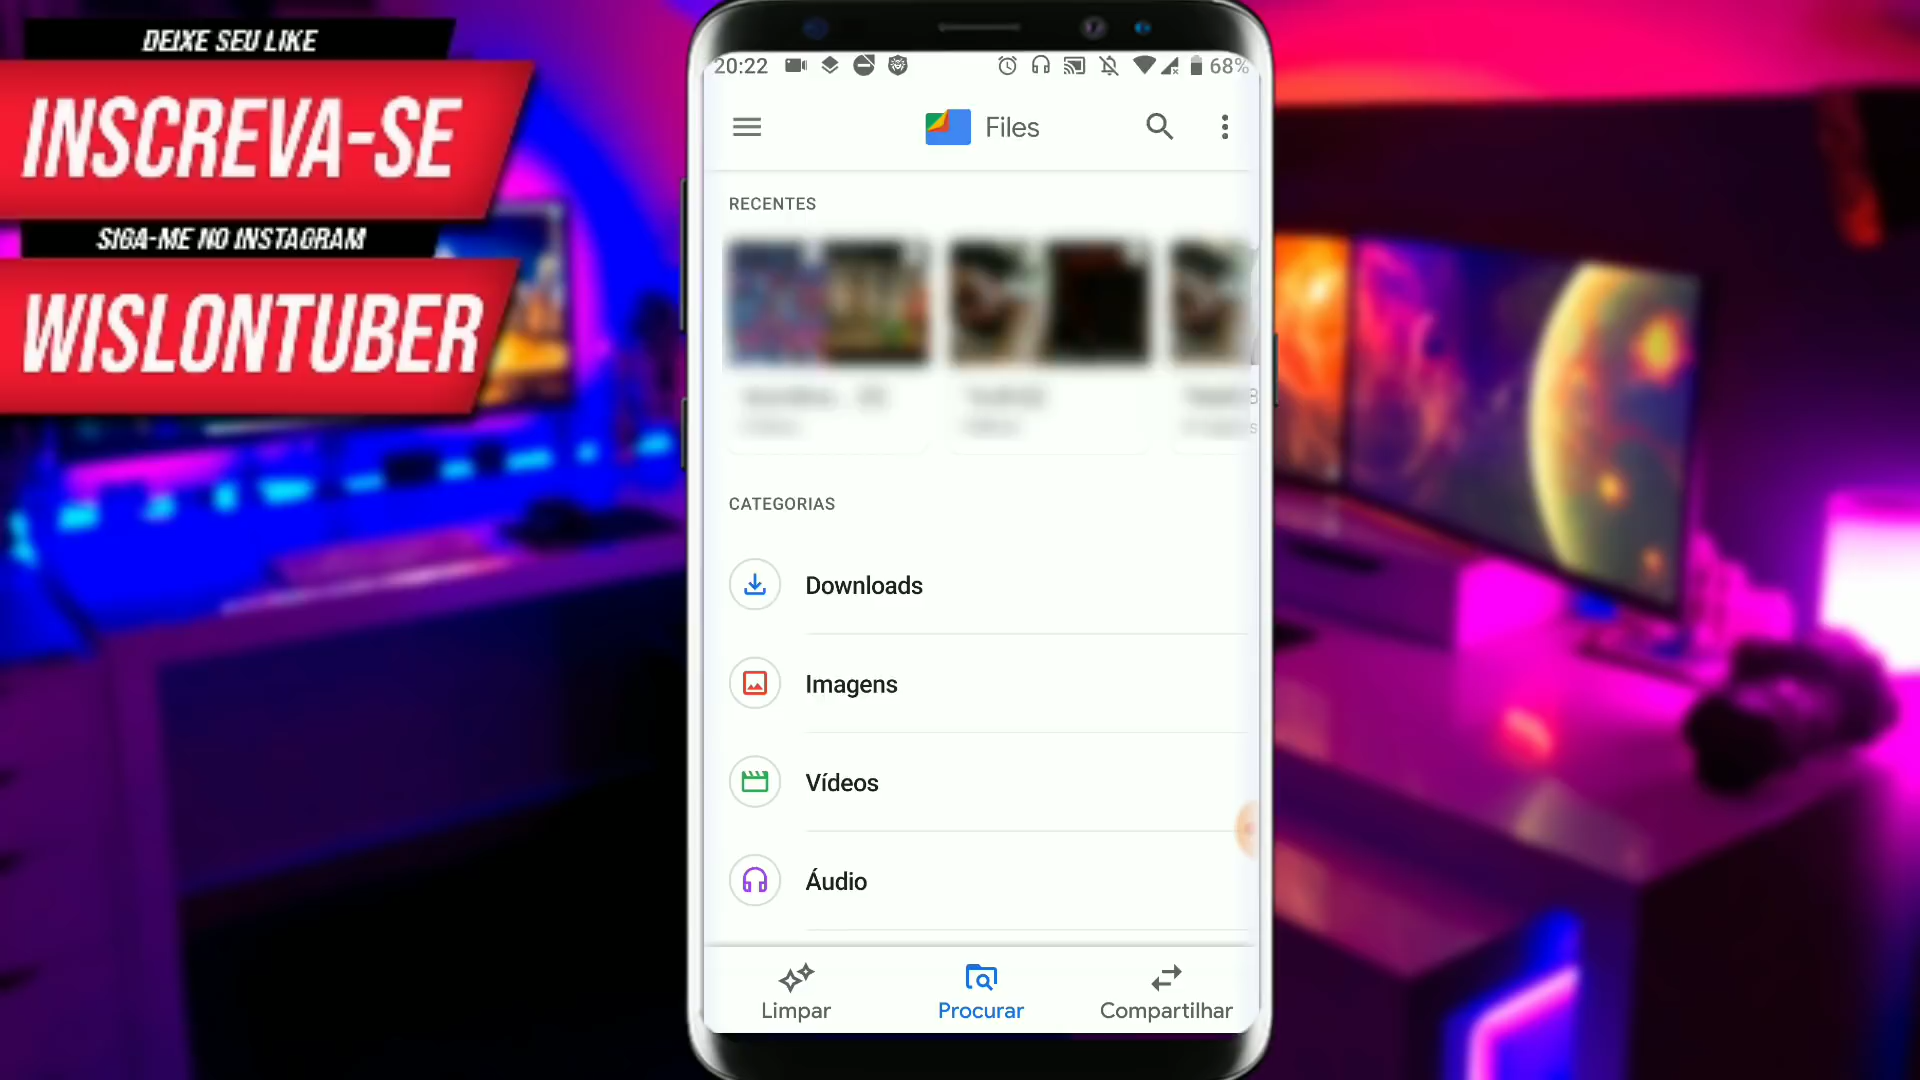 DEIXE SEU LIKE
INSCREVA-SE
SIGA-ME NO INSTAGRAM
WISLONTUBER
20:22
68%
Files
RECENTES
CATEGORIAS
Downloads
Imagens
Vídeos
Áudio
Limpar
Procurar
Compartilhar